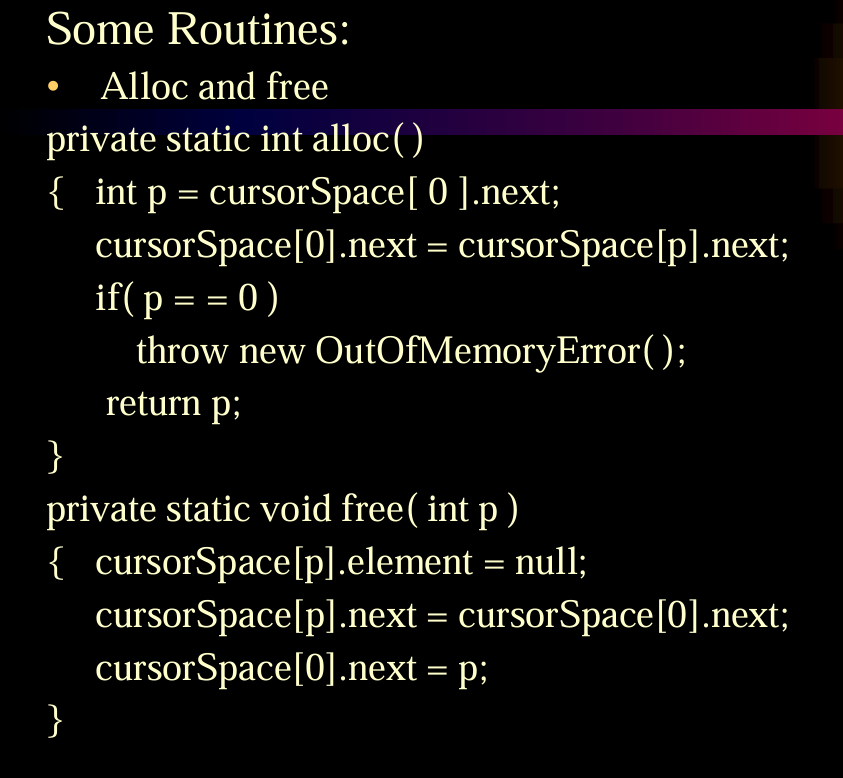 Some Routines:
• Alloc and free
private static int alloc( )
{ int p = cursorSpace[ 0 ].next;
cursorSpace[0].next = cursorSpace[p].next;
if( p = = 0 )
throw new OutOfMemoryError( );
return p;
}
private static void free( int p )
{ cursorSpace[p].element = null;
cursorSpace[p].next = cursorSpace[0].next;
cursorSpace[0].next = p;
}